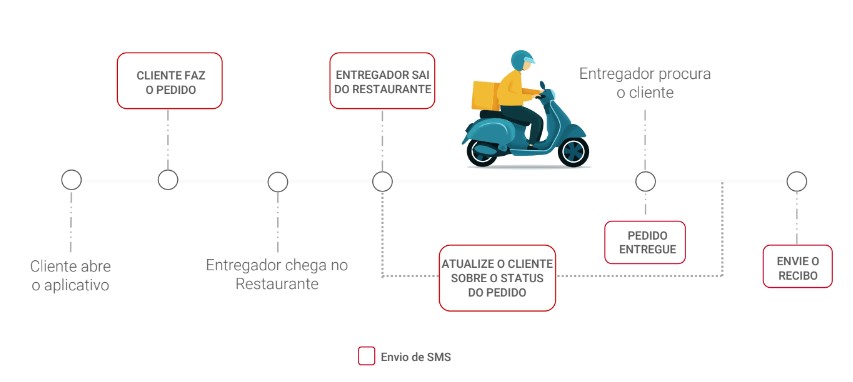 CLIENTE FAZ
O PEDIDO
ENTREGADOR SAI
DO RESTAURANTE
Entregador procura
o cliente
Cliente abre
o aplicativo
Entregador chega no
Restaurante
ATUALIZE O CLIENTE
SOBRE O STATUS
DO PEDIDO
PEDIDO
ENTREGUE
ENVIE O
RECIBO
Envio de SMS